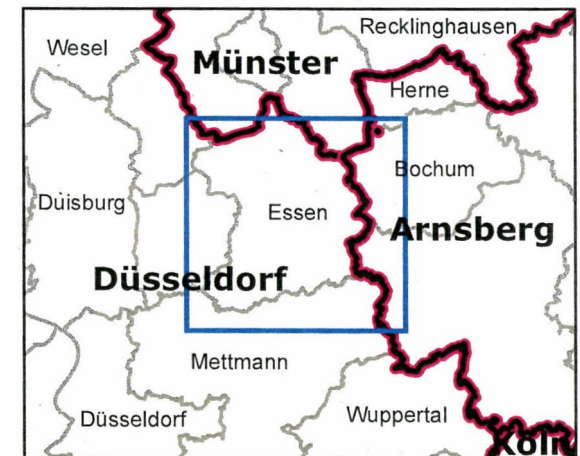 Recklinghausen
Wesel
Münster
Herne
Bochum
Duisburg
Essen
Arnsberg
Düsseldorf
Mettmann
Düsseldorf
Wuppertal
Köln